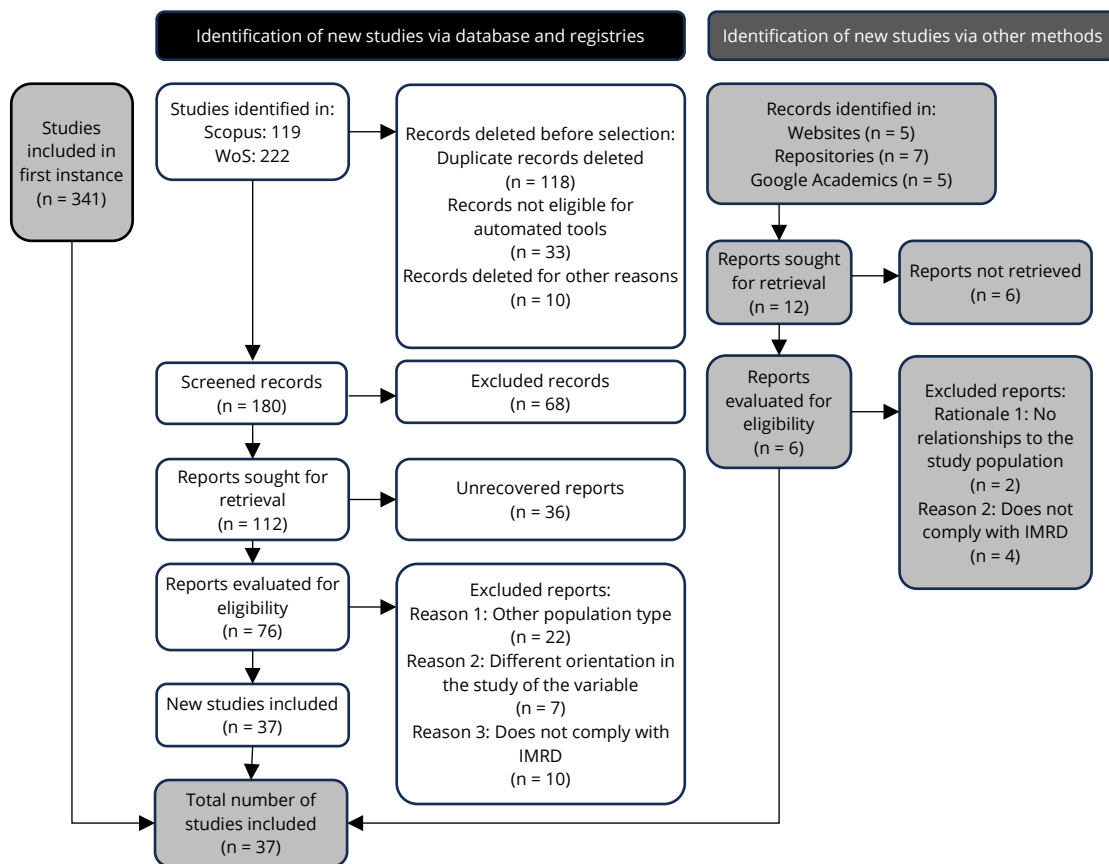 Identification of new studies via database and registries
Identification of new studies via other methods
Studies
included in
first instance
(n = 341)
Studies identified in:
Scopus: 119
WoS: 222
Records deleted before selection:
Duplicate records deleted
(n = 118)
Records not eligible for
automated tools
(n = 33)
Records deleted for other reasons
(n = 10)
Records identified in:
Websites (n = 5)
Repositories (n = 7)
Google Academics (n = 5)
Reports sought
for retrieval
(n = 12)
Reports not retrieved
(n = 6)
Screened records
(n = 180)
Excluded records
(n = 68)
Reports
evaluated for
eligibility
(n = 6)
Excluded reports:
Rationale 1: No
relationships to the
study population
(n = 2)
Reason 2: Does not
comply with IMRD
(n = 4)
Reports sought for
retrieval
(n = 112)
Unrecovered reports
(n = 36)
Reports evaluated for
eligibility
(n = 76)
Excluded reports:
Reason 1: Other population type
(n = 22)
Reason 2: Different orientation in
the study of the variable
(n = 7)
Reason 3: Does not comply with
IMRD
(n = 10)
New studies included
(n = 37)
Total number of
studies included
(n = 37)